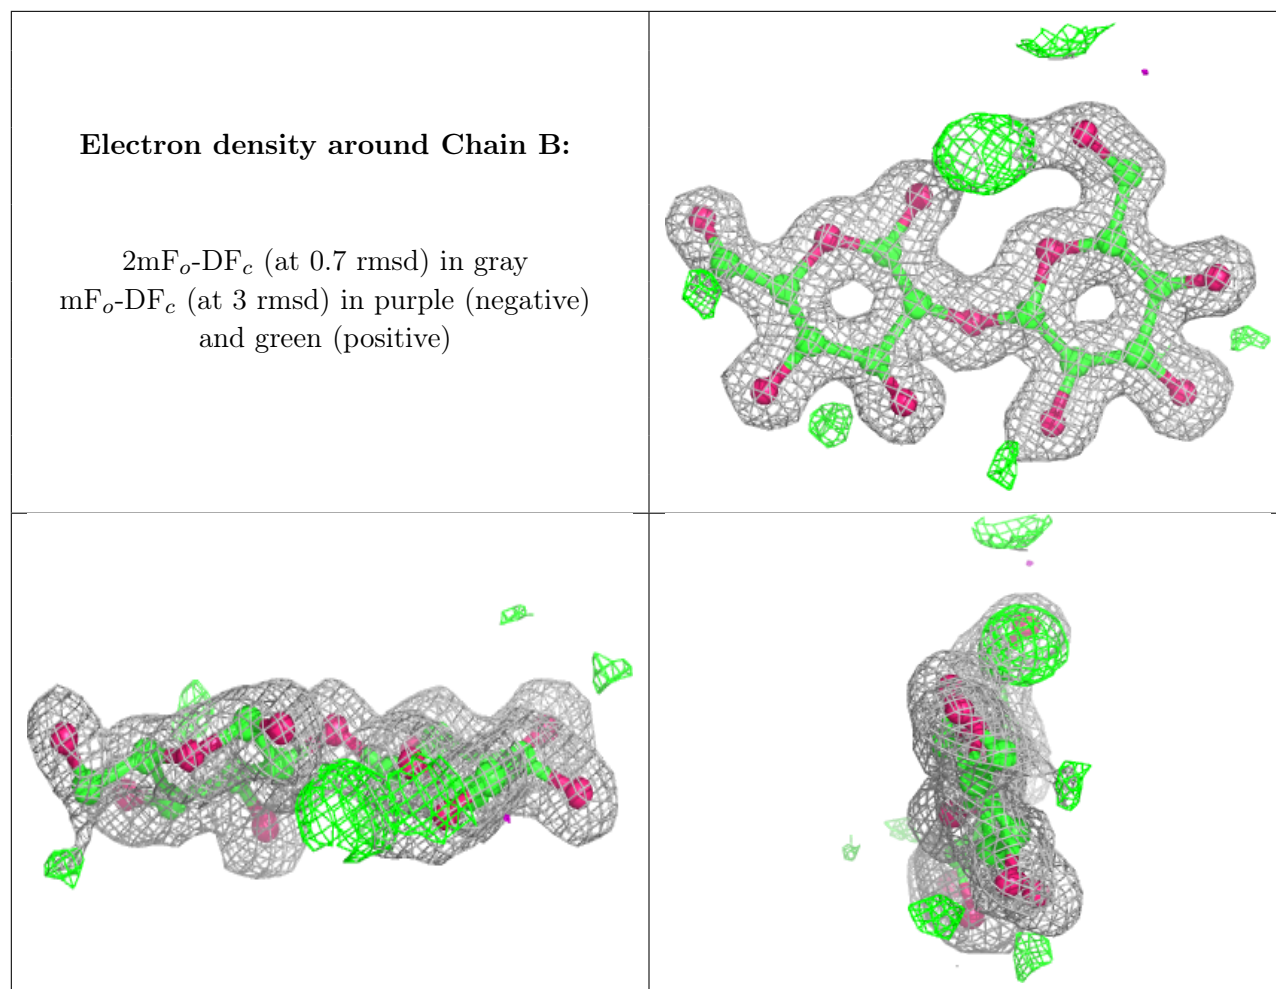 Electron density around Chain B:
2mFo-DFc (at 0.7 rmsd) in gray
mFo-DFc (at 3 rmsd) in purple (negative)
and green (positive)